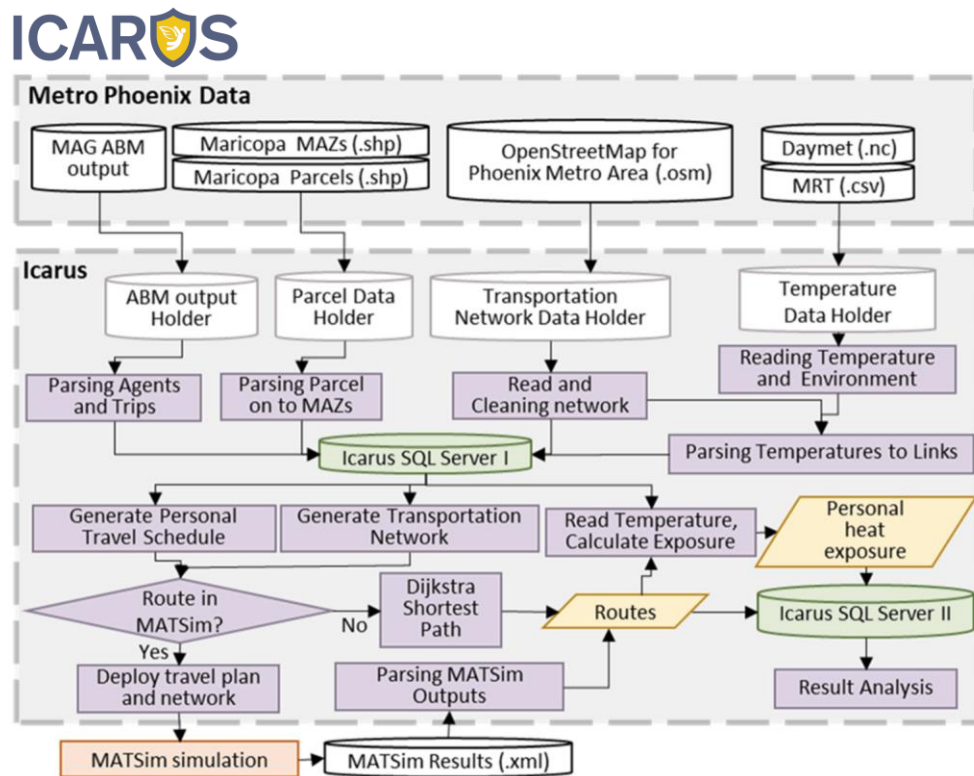 ICARUS
Metro Phoenix Data
MAG ABM
output
Maricopa MAZs (.shp)
Maricopa Parcels (.shp)
OpenStreetMap for
Phoenix Metro Area (.osm)
Daymet (.nc)
MRT (.csv)
Icarus
ABM output
Holder
Parcel Data
Holder
Transportation
Network Data Holder
Temperature
Data Holder
Parsing Agents
and Trips
Parsing Parcel
on to MAZs
Read and
Cleaning network
Reading Temperature
and Environment
Icarus SQL Server I
Parsing Temperatures to Links
Generate Personal
Travel Schedule
Generate Transportation
Network
Read Temperature,
Calculate Exposure
Personal
heat
exposure
Route in
MATSim?
No
Dijkstra
Shortest
Path
Routes
Icarus SQL Server II
Yes
Deploy travel plan
and network
Parsing MATSim
Outputs
Result Analysis
MATSim simulation
MATSim Results (.xml)